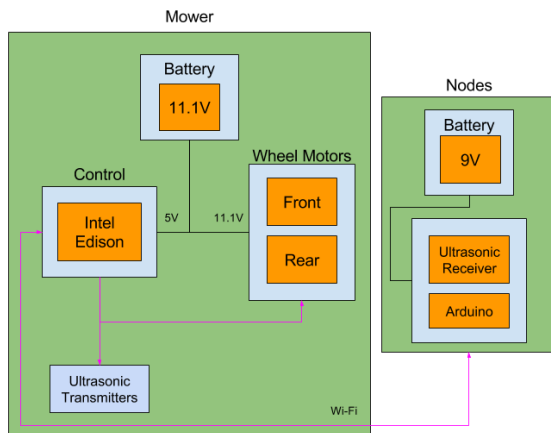 Mower
Battery
11.1V
Wheel Motors
Front
Rear
Control
Intel
Edison
5V
11.1V
Ultrasonic
Transmitters
Wi-Fi
Nodes
Battery
9V
Ultrasonic
Receiver
Arduino